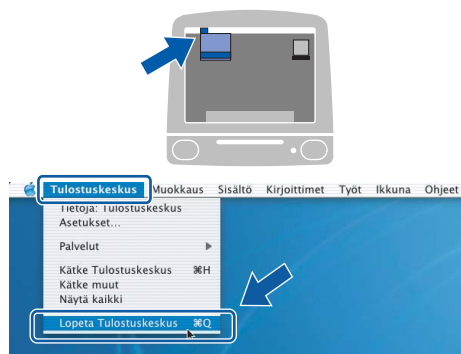 Tulostuskeskus Muokkaus Sisältö Kirjoittimet Työt Ikkuna Ohjeet
Tietoja: Tulostuskeskus
Asetukset...
Palvelut ▶
Kätke Tulostuskeskus ⌘H
Kätke muut
Näytä kaikki
Lopeta Tulostuskeskus ⌘Q